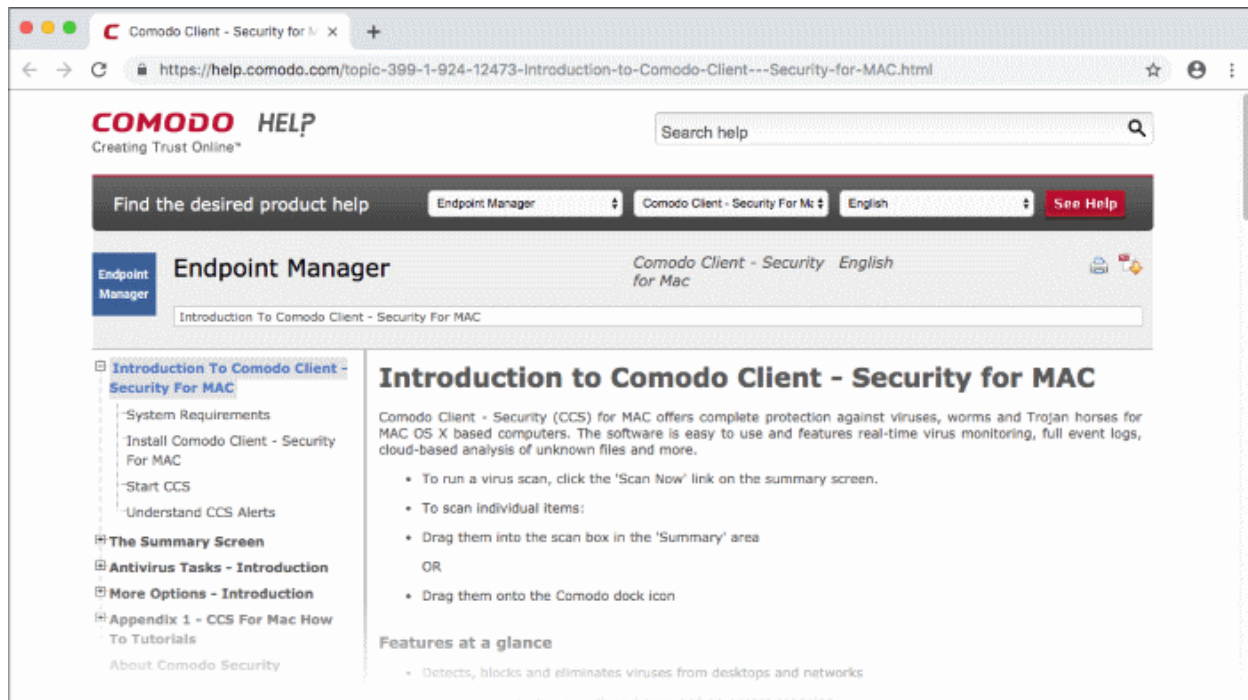 Comodo Client - Security for M
https://help.comodo.com/topic-399-1-924-12473-Introduction-to-Comodo-Client---Security-for-MAC.html
COMODO HELP
Creating Trust Online™
Search help
Find the desired product help
Endpoint Manager
Comodo Client - Security For Ma
English
See Help
Endpoint
Manager
Endpoint Manager
Comodo Client - Security
for Mac
English
Introduction To Comodo Client - Security For MAC
Introduction To Comodo Client -
Security For MAC
System Requirements
Install Comodo Client - Security
For MAC
Start CCS
Understand CCS Alerts
The Summary Screen
Antivirus Tasks - Introduction
More Options - Introduction
Appendix 1 - CCS For Mac How
To Tutorials
About Comodo Security
Introduction to Comodo Client - Security for MAC
Comodo Client - Security (CCS) for MAC offers complete protection against viruses, worms and Trojan horses for
MAC OS X based computers. The software is easy to use and features real-time virus monitoring, full event logs,
cloud-based analysis of unknown files and more.
• To run a virus scan, click the 'Scan Now' link on the summary screen.
• To scan individual items:
• Drag them into the scan box in the 'Summary' area
OR
• Drag them onto the Comodo dock icon
Features at a glance
• Detects, blocks and eliminates viruses from desktops and networks